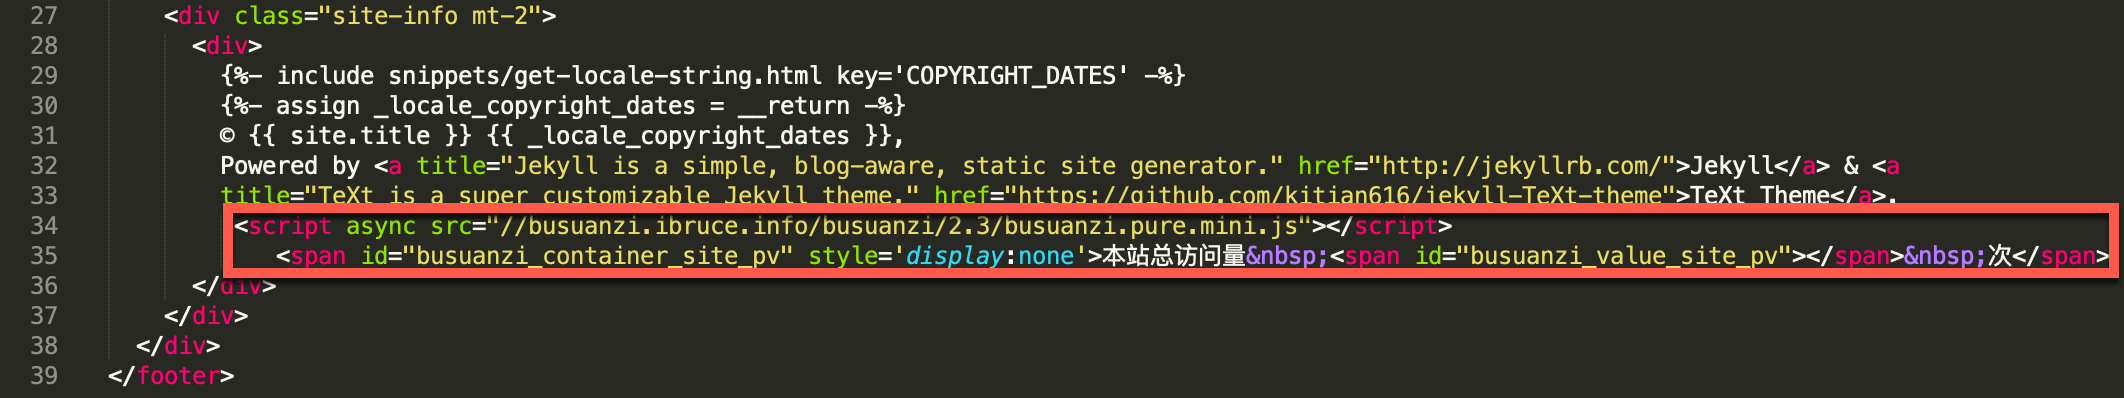 27 <div class="site-info mt-2">
28 <div>
29 {%- include snippets/get-locale-string.html key='COPYRIGHT_DATES' -%}
30 {%- assign _locale_copyright_dates = __return -%}
31 © {{ site.title }} {{ _locale_copyright_dates }},
32 Powered by <a title="Jekyll is a simple, blog-aware, static site generator." href="http://jekyllrb.com/">Jekyll</a> & <a
33 title="TeXt is a super customizable Jekyll theme." href="https://github.com/kitian616/jekyll-TeXt-theme">TeXt Theme</a>.
34 <script async src="//busuanzi.ibruce.info/busuanzi/2.3/busuanzi.pure.mini.js"></script>
35 <span id="busuanzi_container_site_pv" style='display:none'>本站总访问量&nbsp;<span id="busuanzi_value_site_pv"></span>&nbsp;次</span>
36 </div>
37 </div>
38 </div>
39 </footer>